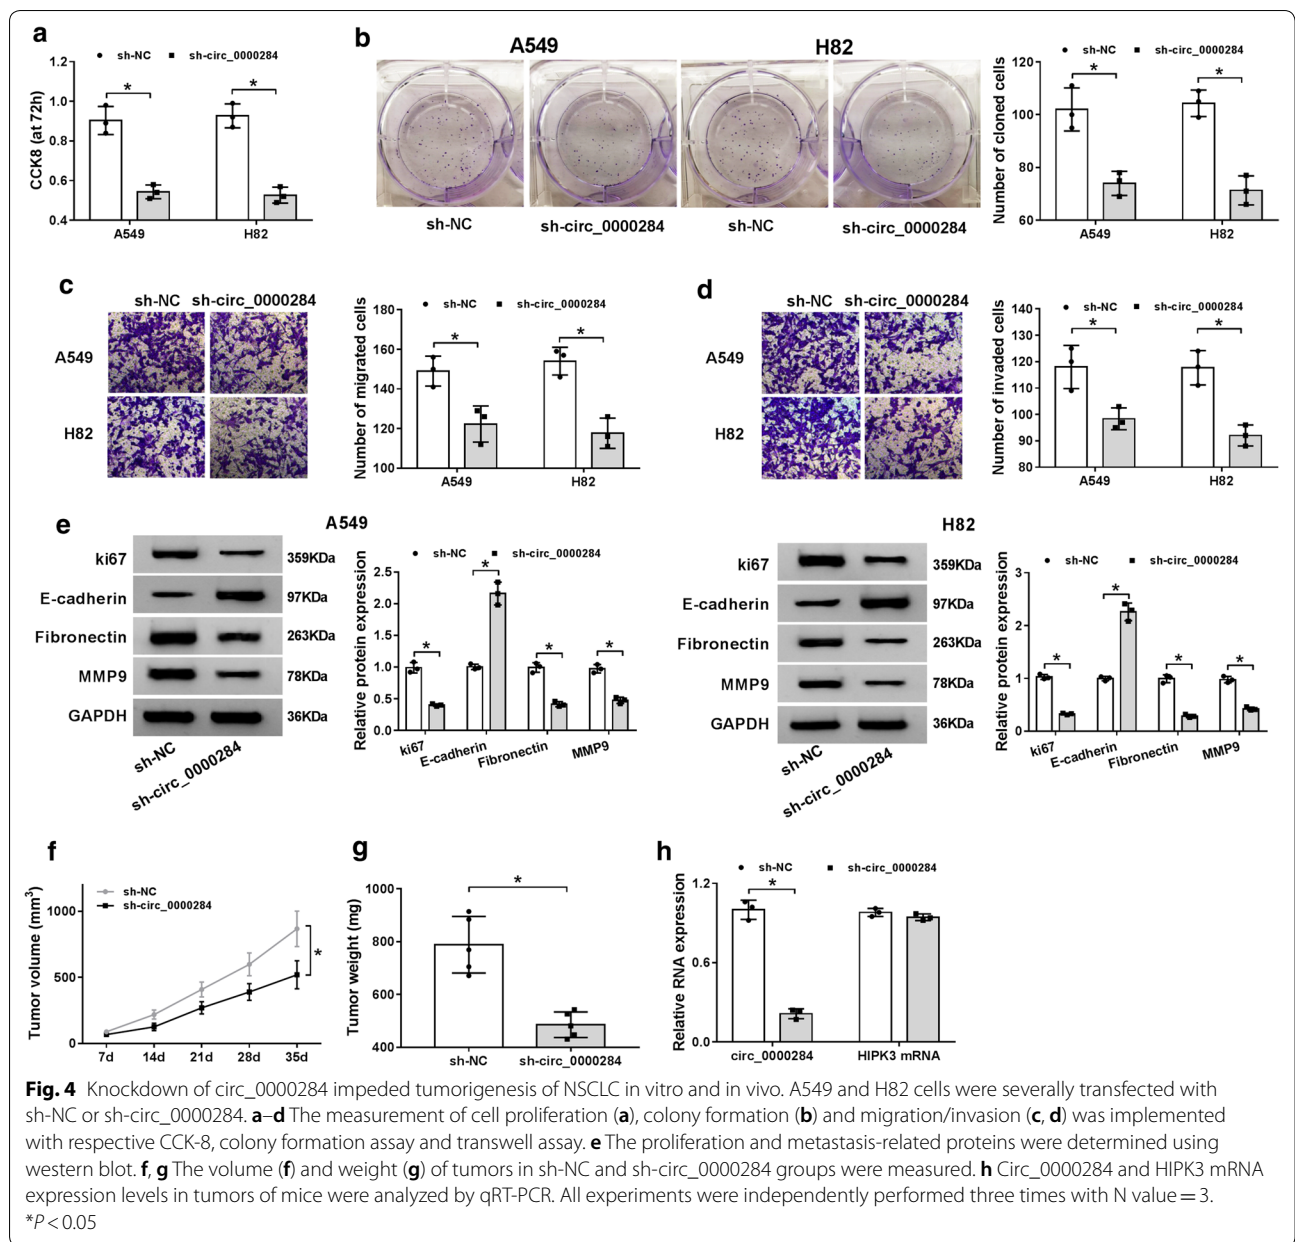 a
sh-NC
sh-circ_0000284
CCK8 (at 72h)
1.2
1.0
0.8
0.6
0.4
*
*
A549
H82
b
A549
H82
sh-NC
sh-circ_0000284
sh-NC
sh-circ_0000284
sh-NC
sh-circ_0000284
Number of cloned cells
120
100
80
60
*
*
A549
H82
c
sh-NC
sh-circ_0000284
A549
H82
sh-NC
sh-circ_0000284
Number of migrated cells
180
160
140
120
100
*
*
A549
H82
d
sh-NC
sh-circ_0000284
A549
H82
sh-NC
sh-circ_0000284
Number of invaded cells
140
130
120
110
100
90
80
*
*
A549
H82
e
A549
ki67
359KDa
E-cadherin
97KDa
Fibronectin
263KDa
MMP9
78KDa
GAPDH
36KDa
sh-NC
sh-circ_0000284
sh-NC
sh-circ_0000284
Relative protein expression
2.5
2.0
1.5
1.0
0.5
0.0
*
*
*
*
ki67
E-cadherin
Fibronectin
MMP9
H82
ki67
359KDa
E-cadherin
97KDa
Fibronectin
263KDa
MMP9
78KDa
GAPDH
36KDa
sh-NC
sh-circ_0000284
sh-NC
sh-circ_0000284
Relative protein expression
3
2
1
0
*
*
*
*
ki67
E-cadherin
Fibronectin
MMP9
f
sh-NC
sh-circ_0000284
Tumor volume (mm³)
1000
500
0
*
7d
14d
21d
28d
35d
g
Tumor weight (mg)
1000
800
600
400
*
sh-NC
sh-circ_0000284
h
sh-NC
sh-circ_0000284
Relative RNA expression
1.2
0.6
0.0
*
circ_0000284
HIPK3 mRNA
Fig. 4 Knockdown of circ_0000284 impeded tumorigenesis of NSCLC in vitro and in vivo. A549 and H82 cells were severally transfected with
sh-NC or sh-circ_0000284. a–d The measurement of cell proliferation (a), colony formation (b) and migration/invasion (c, d) was implemented
with respective CCK-8, colony formation assay and transwell assay. e The proliferation and metastasis-related proteins were determined using
western blot. f, g The volume (f) and weight (g) of tumors in sh-NC and sh-circ_0000284 groups were measured. h Circ_0000284 and HIPK3 mRNA
expression levels in tumors of mice were analyzed by qRT-PCR. All experiments were independently performed three times with N value = 3.
*P < 0.05